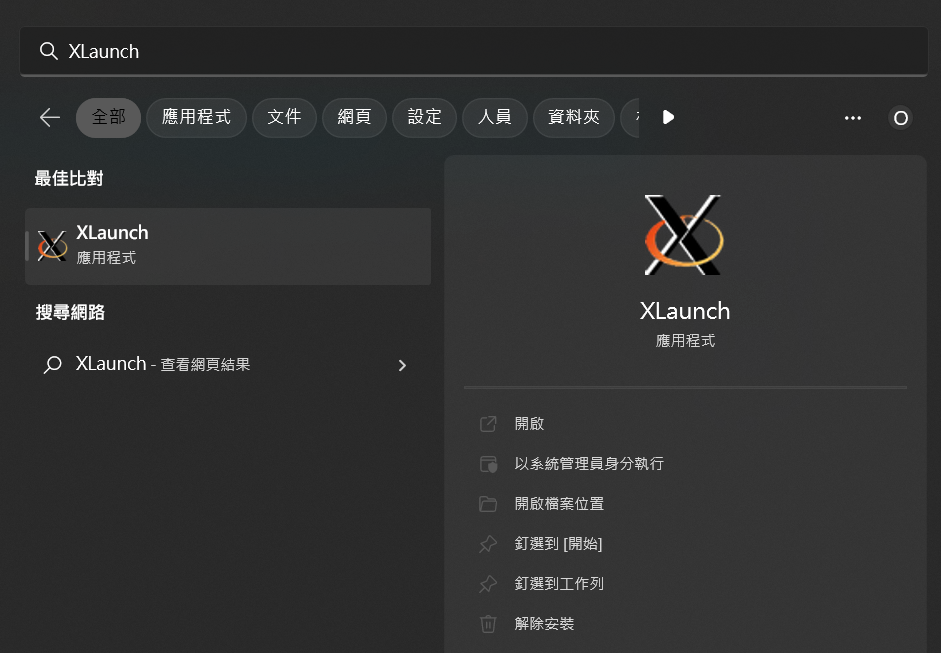 XLaunch
全部 應用程式 文件 網頁 設定 人員 資料夾
O
最佳比對
XLaunch
應用程式
搜尋網路
XLaunch - 查看網頁結果
XLaunch
應用程式
開啟
以系統管理員身分執行
開啟檔案位置
釘選到 [開始]
釘選到工作列
解除安裝